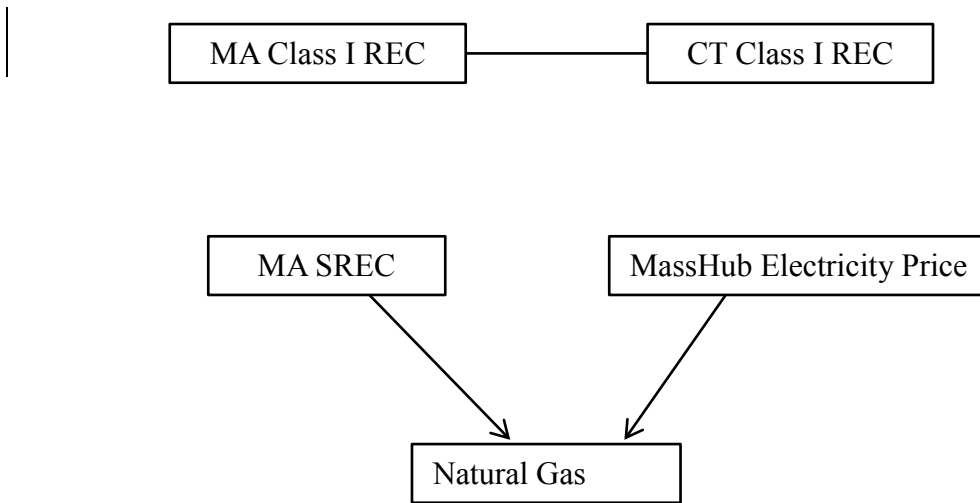 MA Class I REC
CT Class I REC
MA SREC
MassHub Electricity Price
Natural Gas